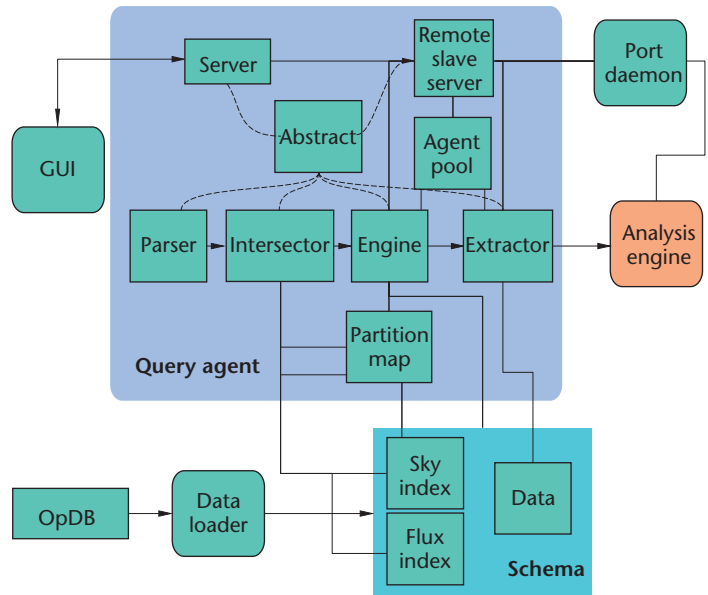 Server
Remote
slave
server
Port
daemon
GUI
Abstract
Agent
pool
Parser
Intersector
Engine
Extractor
Analysis
engine
Partition
map
Query agent
OpDB
Data
loader
Sky
index
Data
Flux
index
Schema